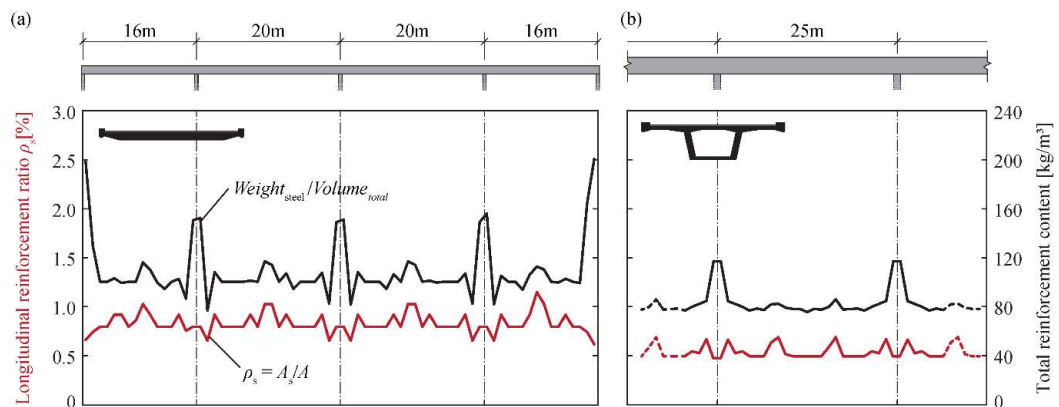 (a)
16m 20m 20m 16m
(b)
25m
Longitudinal reinforcement ratio ρs[%]
3.0
2.5
2.0
1.5
1.0
0.5
0
Weightsteel/Volumetotal
ρs = As/A
240
200
160
120
80
40
0
Total reinforcement content [kg/m³]